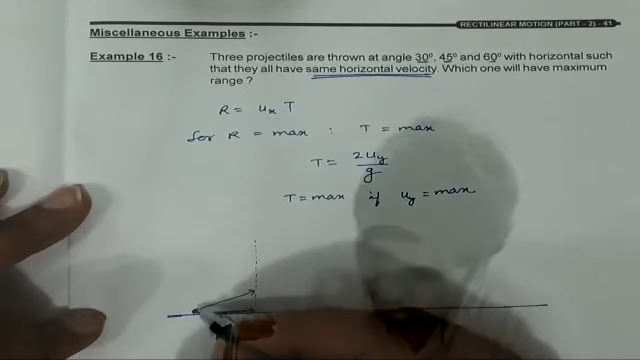 RECTILINEAR MOTION (PART - 2) - 41
Miscellaneous Examples :-
Example 16 :- Three projectiles are thrown at angle 30º, 45º and 60º with horizontal such
that they all have same horizontal velocity. Which one will have maximum
range ?
R = uₓ T
for R = max : T = max
T = 2u_y / g
T = max if u_y = max